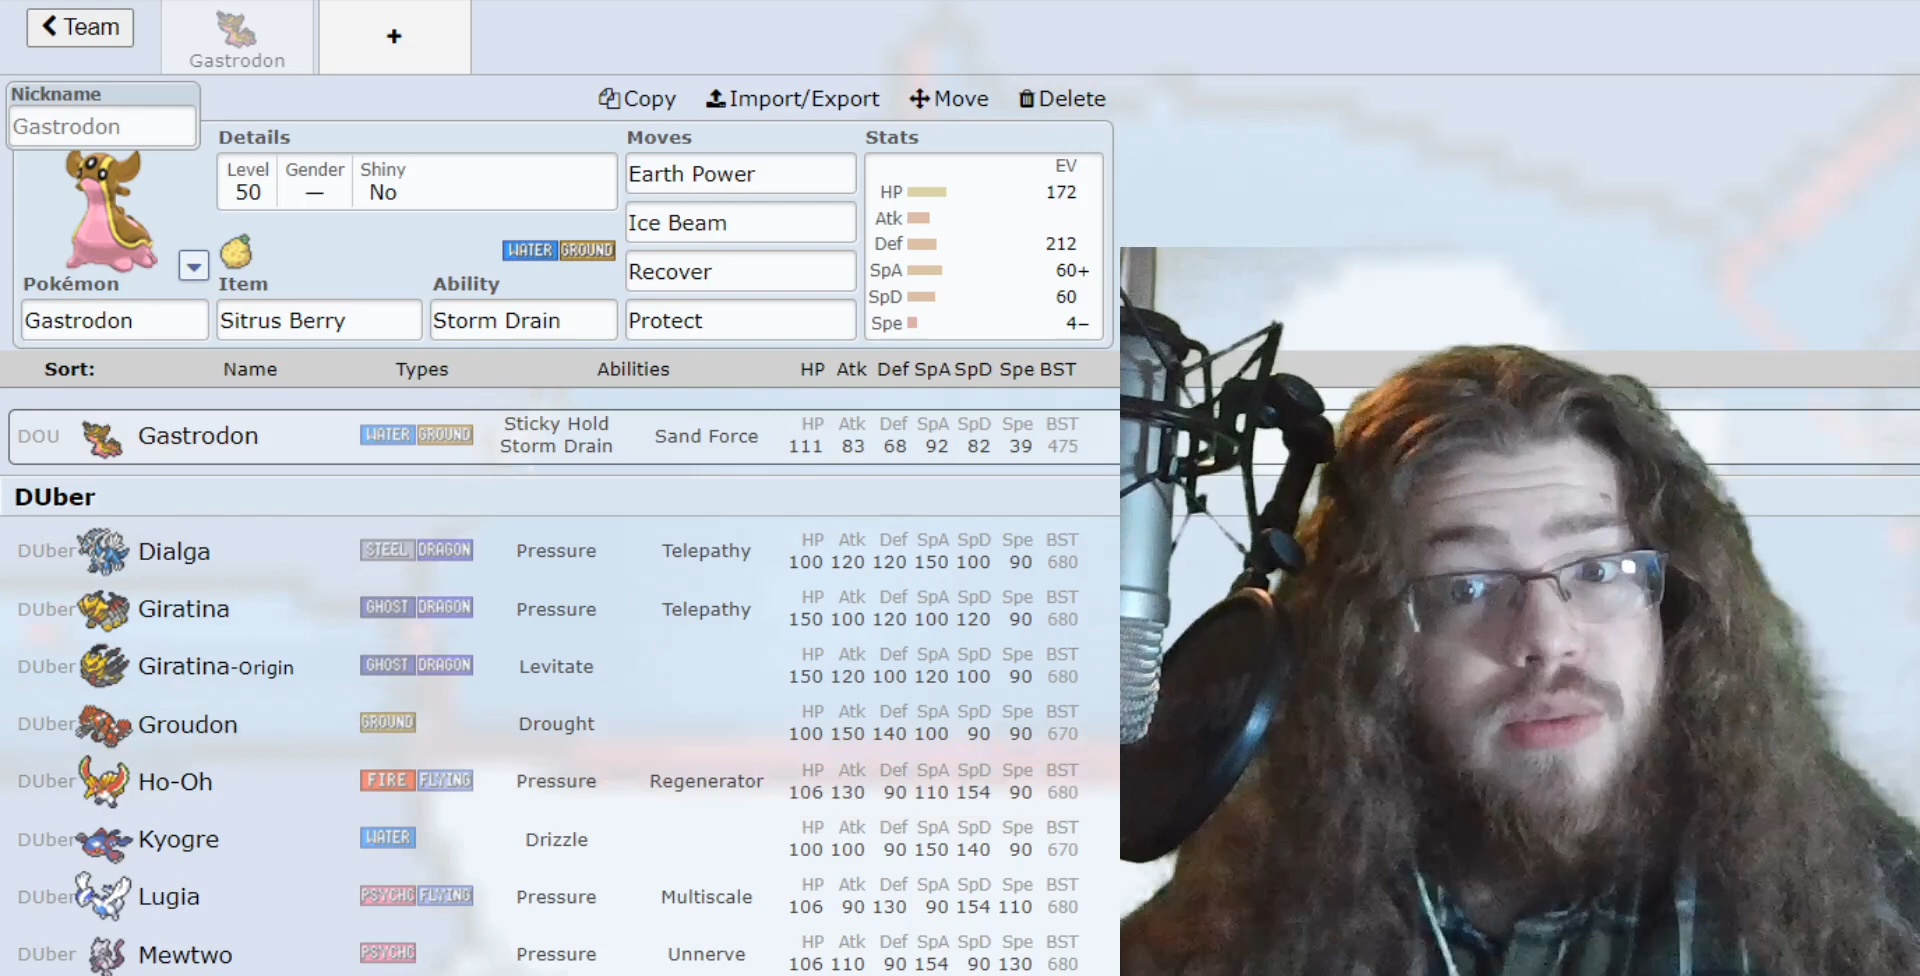 Team
Gastrodon
+
Nickname
Gastrodon
Copy Import/Export Move Delete
Details
Level Gender Shiny
50 — No
WATER GROUND
Pokémon Item Ability
Gastrodon Sitrus Berry Storm Drain
Moves
Earth Power
Ice Beam
Recover
Protect
Stats
EV
HP 172
Atk
Def 212
SpA 60+
SpD 60
Spe 4−
Sort: Name Types Abilities HP Atk Def SpA SpD Spe BST
DOU Gastrodon WATER GROUND Sticky Hold Storm Drain Sand Force HP Atk Def SpA SpD Spe BST
111 83 68 92 82 39 475
DUber
DUber Dialga STEEL DRAGON Pressure Telepathy HP Atk Def SpA SpD Spe BST
100 120 120 150 100 90 680
DUber Giratina GHOST DRAGON Pressure Telepathy HP Atk Def SpA SpD Spe BST
150 100 120 100 120 90 680
DUber Giratina-Origin GHOST DRAGON Levitate HP Atk Def SpA SpD Spe BST
150 120 100 120 100 90 680
DUber Groudon GROUND Drought HP Atk Def SpA SpD Spe BST
100 150 140 100 90 90 670
DUber Ho-Oh FIRE FLYING Pressure Regenerator HP Atk Def SpA SpD Spe BST
106 130 90 110 154 90 680
DUber Kyogre WATER Drizzle HP Atk Def SpA SpD Spe BST
100 100 90 150 140 90 670
DUber Lugia PSYCHC FLYING Pressure Multiscale HP Atk Def SpA SpD Spe BST
106 90 130 90 154 110 680
DUber Mewtwo PSYCHC Pressure Unnerve HP Atk Def SpA SpD Spe BST
106 110 90 154 90 130 680